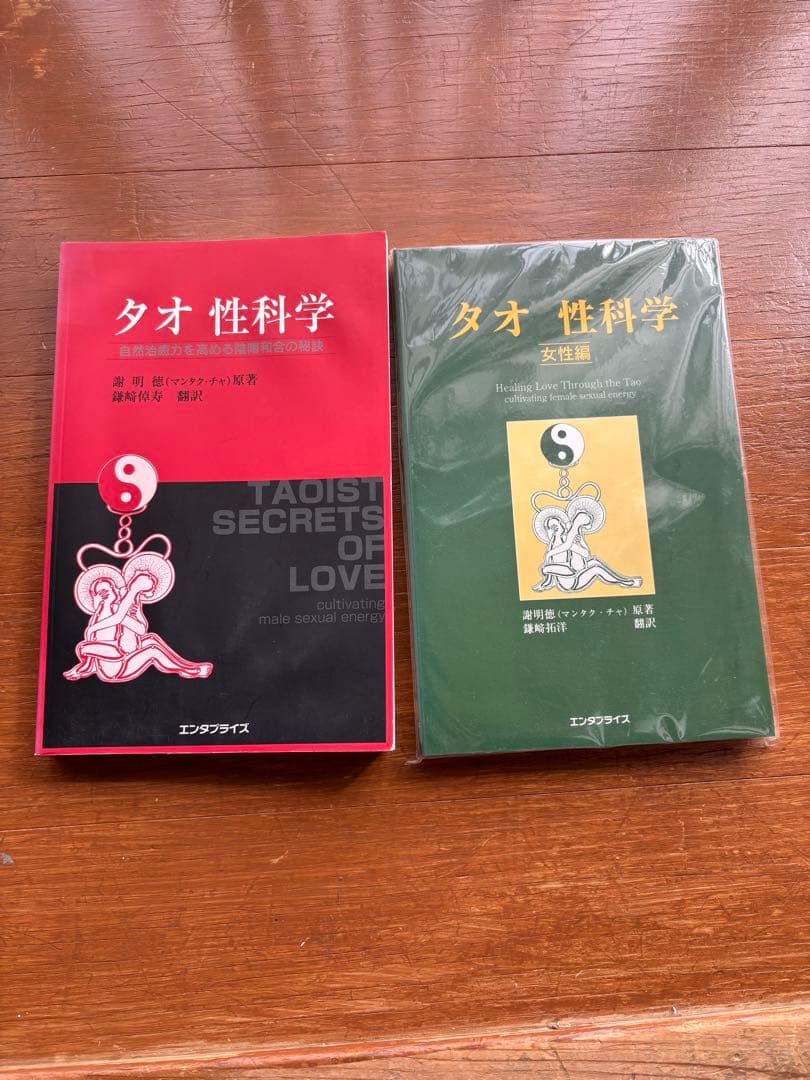 タオ 性科学
自然治癒力を高める陰陽和合の秘訣
謝 明 徳(マンタク・チャ)原著
鎌﨑倬寿 翻訳
TAOIST
SECRETS
OF
LOVE
cultivating
male sexual energy
エンタプライズ
タオ 性科学
女性編
Healing Love Through the Tao
cultivating female sexual energy
謝明徳(マンタク・チャ) 原著
鎌﨑拓洋 翻訳
エンタプライズ